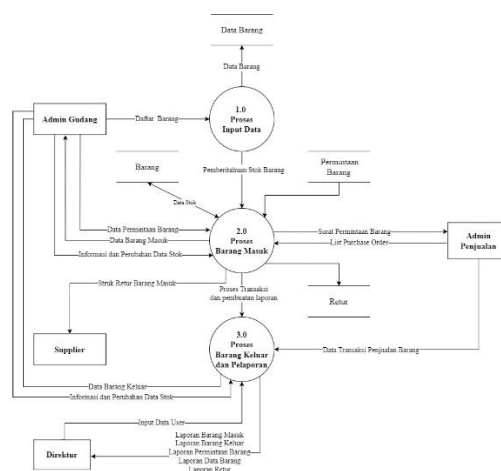 Data Barang
Data Barang
1.0
Proses
Input Data
Admin Gudang
Daftar Barang
Pemberitahuan Stok Barang
Barang
Permintaan
Barang
Data Stok
Data Permintaan Barang
Data Barang Masuk
Informasi dan Perubahan Data Stok
2.0
Proses
Barang Masuk
Surat Permintaan Barang
List Purchase Order
Admin
Penjualan
Struk Retur Barang Masuk
Proses Transaksi
dan pembuatan laporan
Retur
Supplier
3.0
Proses
Barang Keluar
dan Pelaporan
Data Transaksi Penjualan Barang
Data Barang Keluar
Informasi dan Perubahan Data Stok
Input Data User
Direktur
Laporan Barang Masuk
Laporan Barang Keluar
Laporan Permintaan Barang
Laporan Data Barang
Laporan Retur